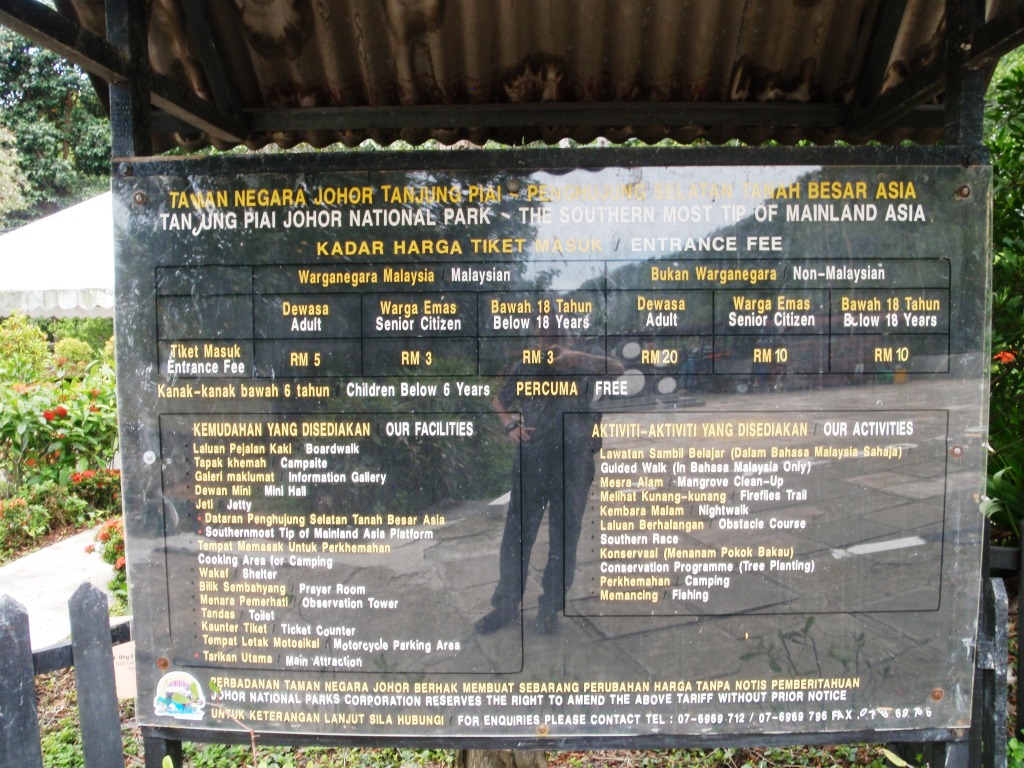 TAMAN NEGARA JOHOR TANJUNG PIAI - PENGHUJUNG SELATAN TANAH BESAR ASIA
TANJUNG PIAI JOHOR NATIONAL PARK - THE SOUTHERN MOST TIP OF MAINLAND ASIA
KADAR HARGA TIKET MASUK / ENTRANCE FEE
Warganegara Malaysia / Malaysian Bukan Warganegara / Non-Malaysian
Dewasa Warga Emas Bawah 18 Tahun Dewasa Warga Emas Bawah 18 Tahun
Adult Senior Citizen Below 18 Years Adult Senior Citizen Below 18 Years
Tiket Masuk
Entrance Fee RM 5 RM 3 RM 3 RM20 RM 10 RM 10
Kanak-kanak bawah 6 tahun / Children Below 6 Years PERCUMA / FREE
KEMUDAHAN YANG DISEDIAKAN / OUR FACILITIES
Laluan Pejalan Kaki / Boardwalk
Tapak khemah / Campsite
Galeri maklumat / Information Gallery
Dewan Mini / Mini Hall
Jeti / Jetty
Dataran Penghujung Selatan Tanah Besar Asia
Southernmost Tip of Mainland Asia Platform
Tempat Memasak Untuk Perkhemahan
Cooking Area for Camping
Wakaf / Shelter
Bilik Sembahyang / Prayer Room
Menara Pemerhati / Observation Tower
Tandas / Toilet
Kaunter Tiket / Ticket Counter
Tempat Letak Motosikal / Motorcycle Parking Area
Tarikan Utama / Main Attraction
AKTIVITI-AKTIVITI YANG DISEDIAKAN / OUR ACTIVITIES
Lawatan Sambil Belajar (Dalam Bahasa Malaysia Sahaja)
Guided Walk (In Bahasa Malaysia Only)
Mesra Alam / Mangrove Clean-Up
Melihat Kunang-kunang / Fireflies Trail
Kembara Malam / Nightwalk
Laluan Berhalangan / Obstacle Course
Southern Race
Konservasi (Menanam Pokok Bakau)
Conservation Programme (Tree Planting)
Perkhemahan / Camping
Memancing / Fishing
PERBADANAN TAMAN NEGARA JOHOR BERHAK MEMBUAT SEBARANG PERUBAHAN HARGA TANPA NOTIS PEMBERITAHUAN
JOHOR NATIONAL PARKS CORPORATION RESERVES THE RIGHT TO AMEND THE ABOVE TARIFF WITHOUT PRIOR NOTICE
UNTUK KETERANGAN LANJUT SILA HUBUNGI / FOR ENQUIRIES PLEASE CONTACT TEL : 07-6969 712 / 07-6969 796 FAX